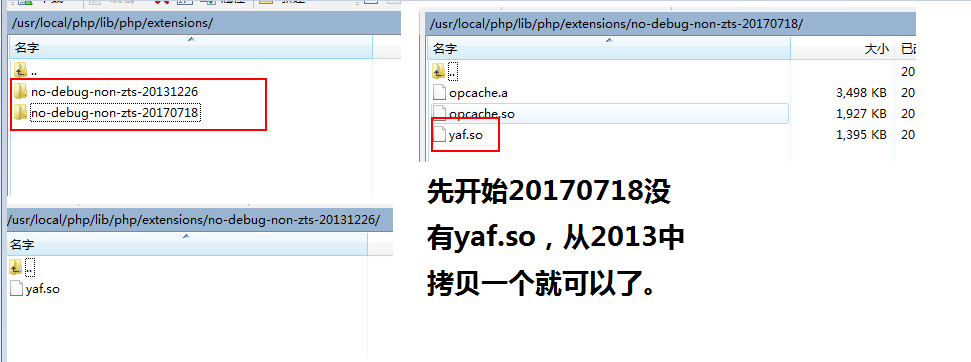 /usr/local/php/lib/php/extensions/
名字
..
no-debug-non-zts-20131226
no-debug-non-zts-20170718
/usr/local/php/lib/php/extensions/no-debug-non-zts-20131226/
名字
..
yaf.so
/usr/local/php/lib/php/extensions/no-debug-non-zts-20170718/
名字 大小 已
.. 20
opcache.a 3,498 KB 20
opcache.so 1,927 KB 20
yaf.so 1,395 KB 20
先开始20170718没
有yaf.so，从2013中
拷贝一个就可以了。